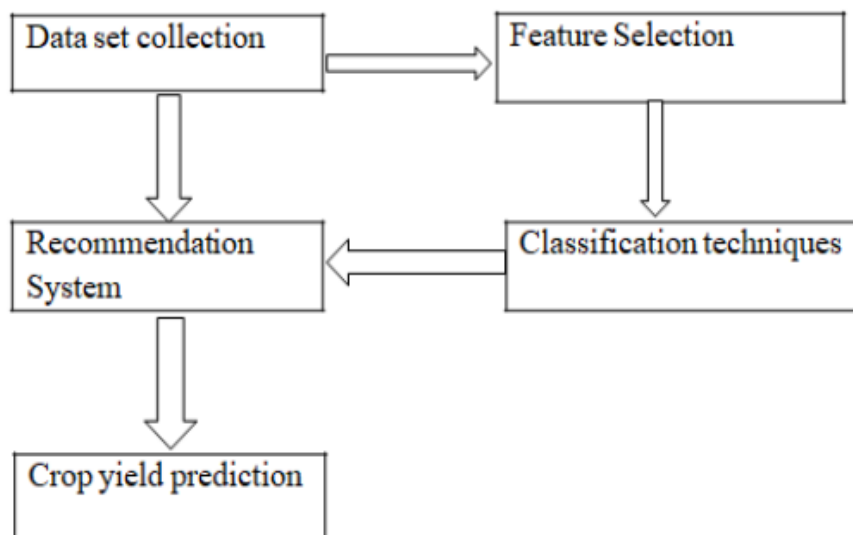 Data set collection
Feature Selection
Recommendation
System
Classification techniques
Crop yield prediction